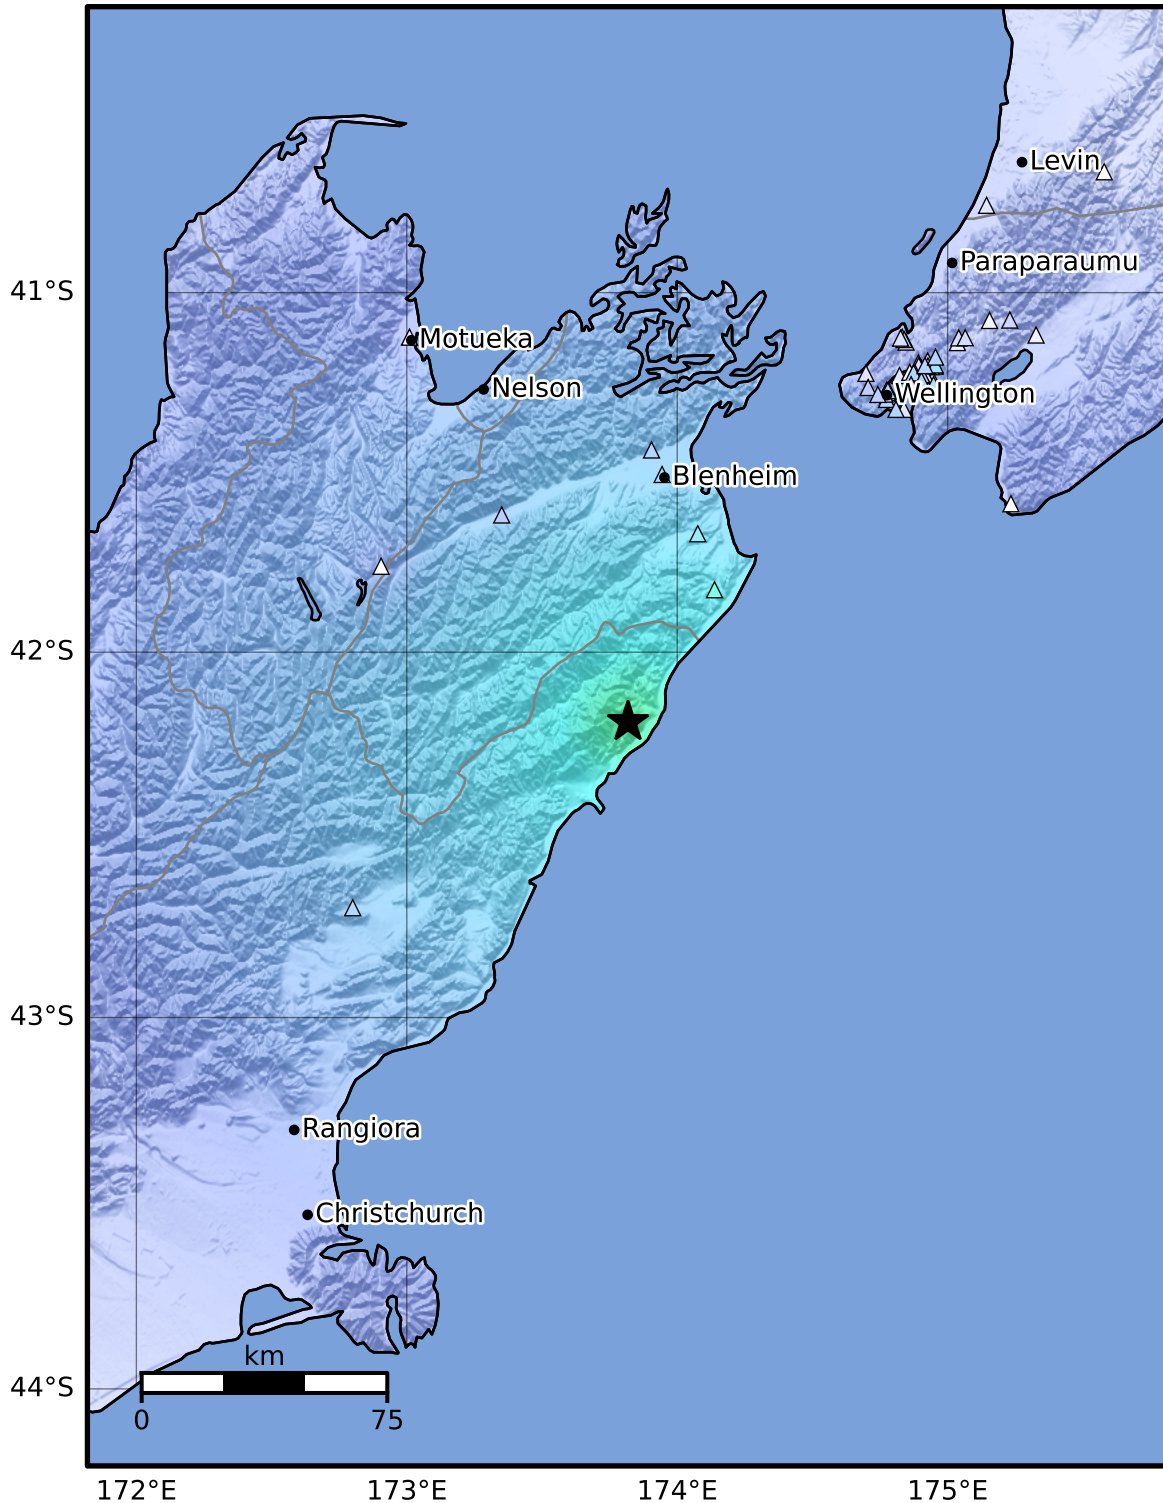 Levin
Paraparaumu
41°S
Motueka
Nelson
Wellington
Blenheim
42°S
43°S
Rangiora
Christchurch
km
44°S
0 75
172°E 173°E 174°E 175°E